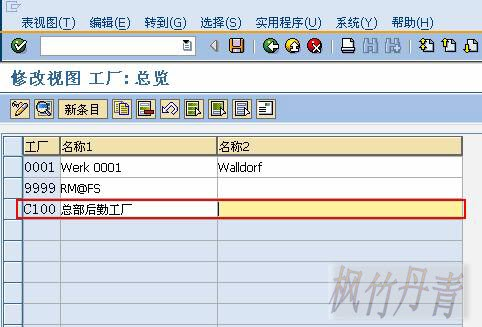 表视图(T) 编辑(E) 转到(G) 选择(S) 实用程序(U) 系统(Y) 帮助(H)
修改视图 工厂: 总览
新条目
工厂 名称1 名称2
0001 Werk 0001 Walldorf
9999 RM@FS
C100 总部后勤工厂
枫竹丹青